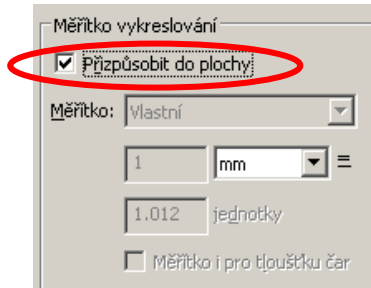 Měřítko vykreslování
Přizpůsobit do plochy
Měřítko: Vlastní
1 mm =
1.012 jednotky
Měřítko i pro tloušťku čar